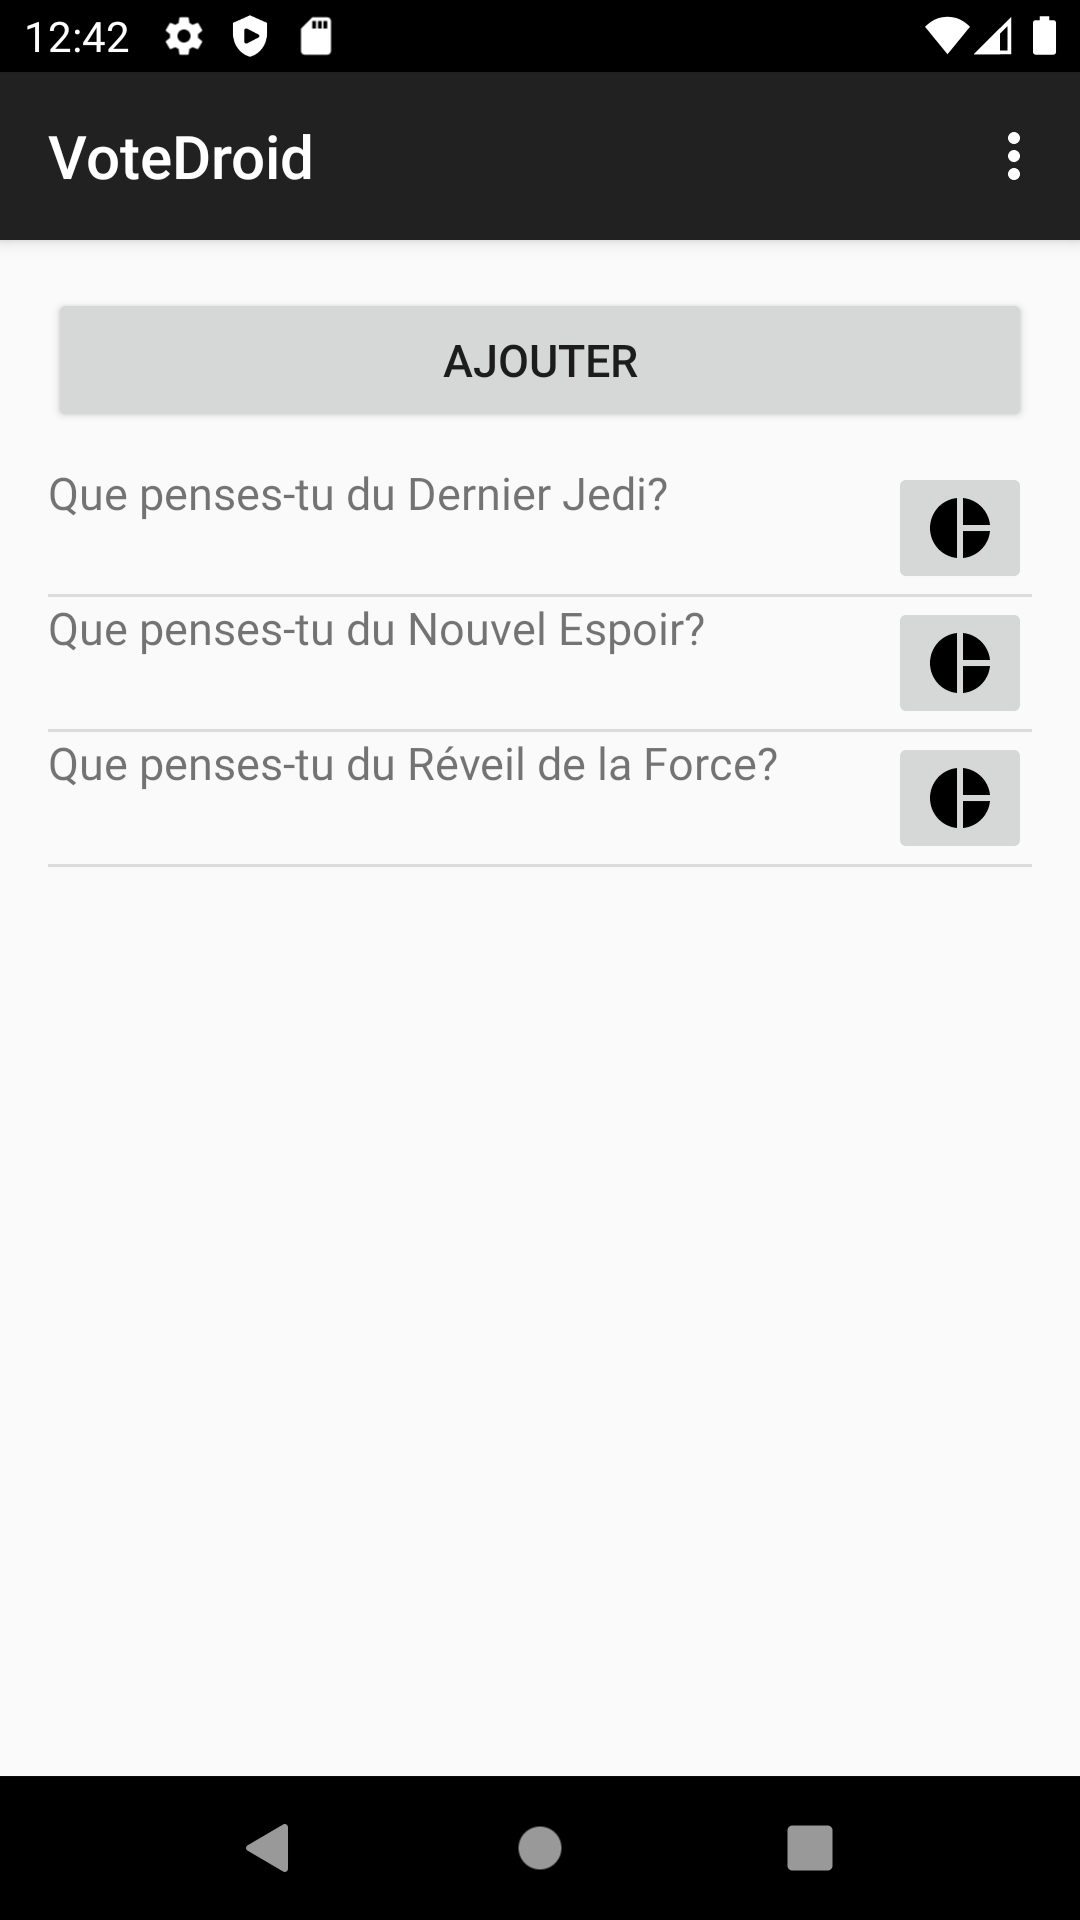 12:42
VoteDroid
AJOUTER
Que penses-tu du Dernier Jedi?
Que penses-tu du Nouvel Espoir?
Que penses-tu du Réveil de la Force?